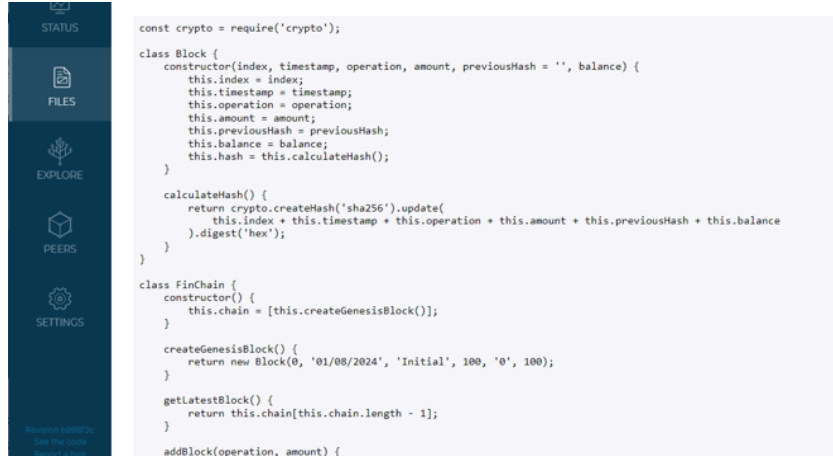 STATUS
FILES
EXPLORE
PEERS
SETTINGS
Revision b998f3c
See the code
Report a bug
const crypto = require('crypto');
class Block {
    constructor(index, timestamp, operation, amount, previousHash = '', balance) {
        this.index = index;
        this.timestamp = timestamp;
        this.operation = operation;
        this.amount = amount;
        this.previousHash = previousHash;
        this.balance = balance;
        this.hash = this.calculateHash();
    }
    calculateHash() {
        return crypto.createHash('sha256').update(
            this.index + this.timestamp + this.operation + this.amount + this.previousHash + this.balance
        ).digest('hex');
    }
}
class FinChain {
    constructor() {
        this.chain = [this.createGenesisBlock()];
    }
    createGenesisBlock() {
        return new Block(0, '01/08/2024', 'Initial', 100, '0', 100);
    }
    getLatestBlock() {
        return this.chain[this.chain.length - 1];
    }
    addBlock(operation, amount) {